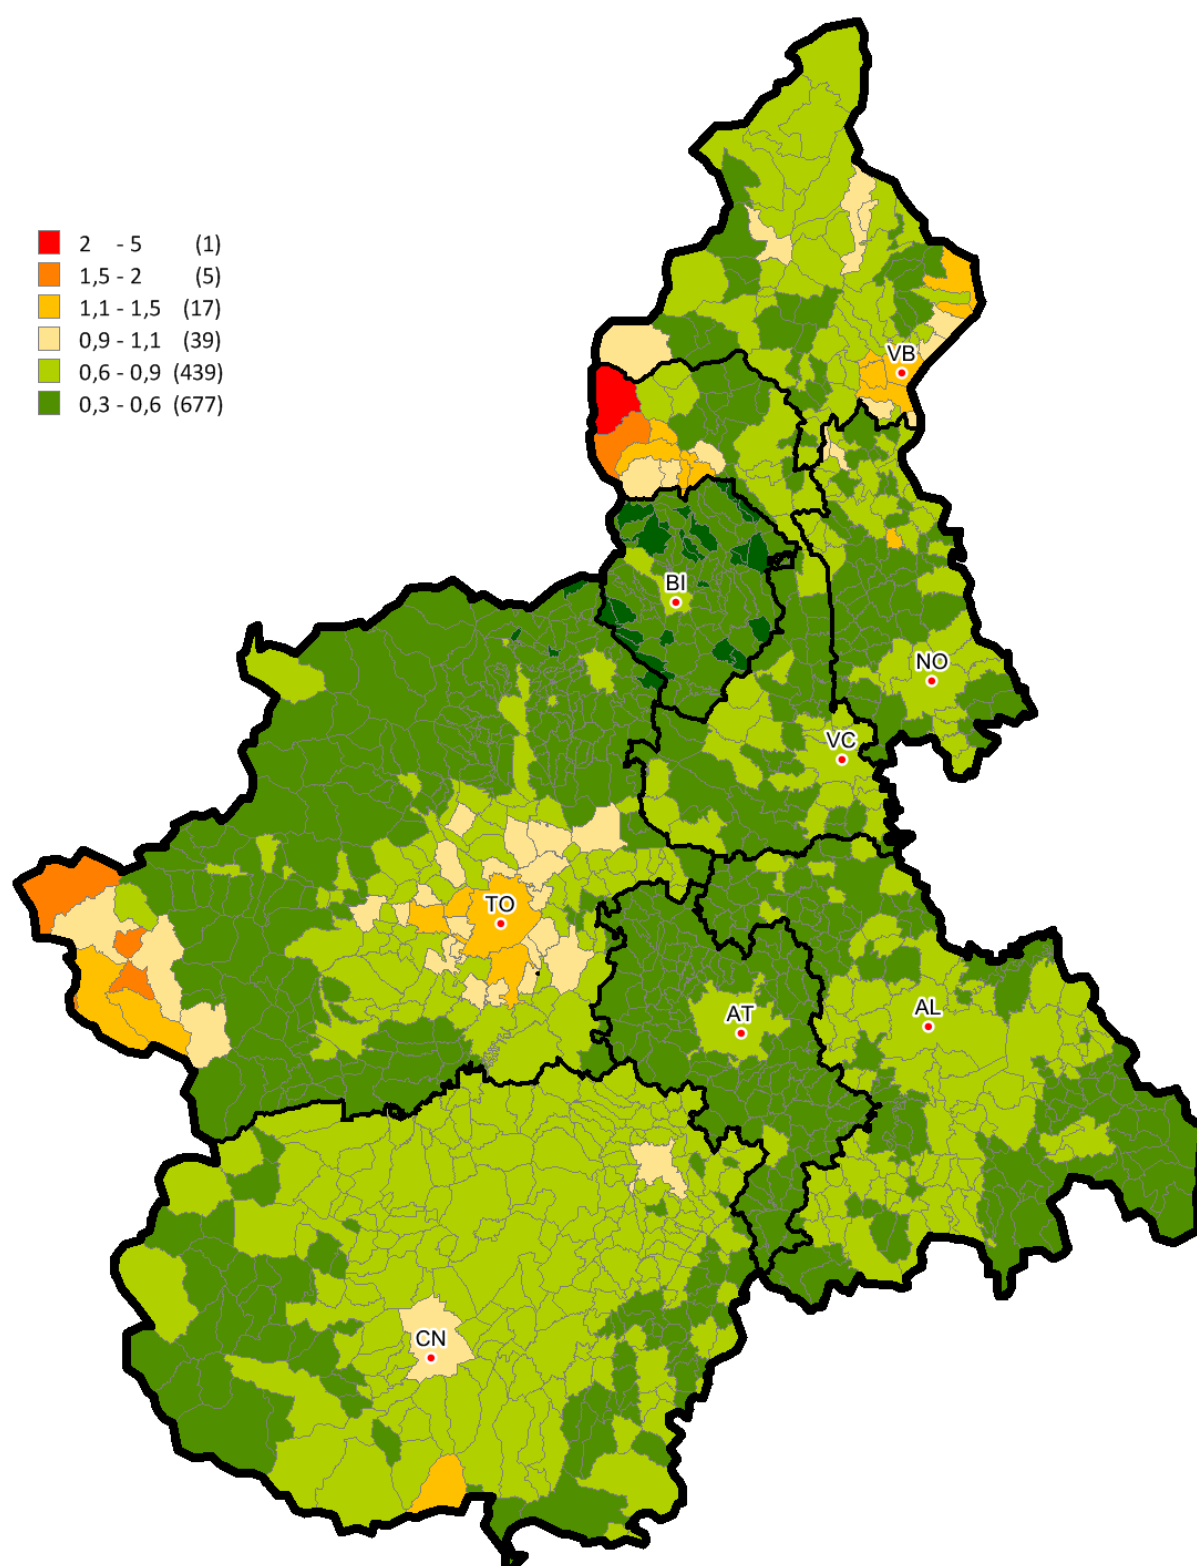 2 - 5 (1)
1,5 - 2 (5)
1,1 - 1,5 (17)
0,9 - 1,1 (39)
0,6 - 0,9 (439)
0,3 - 0,6 (677)
VB
BI
NO
VC
TO
AT
AL
CN